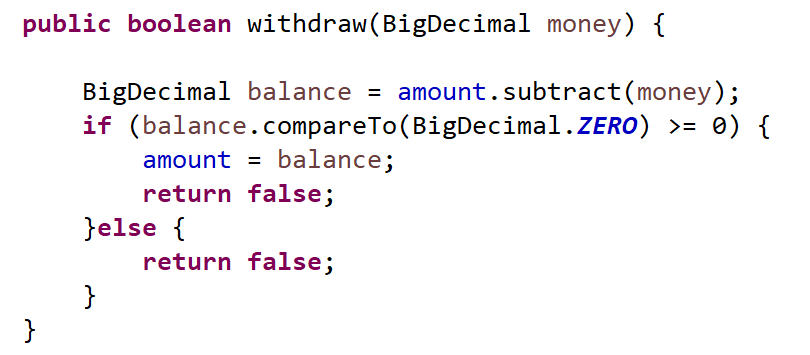 public boolean withdraw(BigDecimal money) {
BigDecimal balance = amount.subtract(money);
if (balance.compareTo(BigDecimal.ZERO) >= 0) {
amount = balance;
return false;
}else {
return false;
}
}